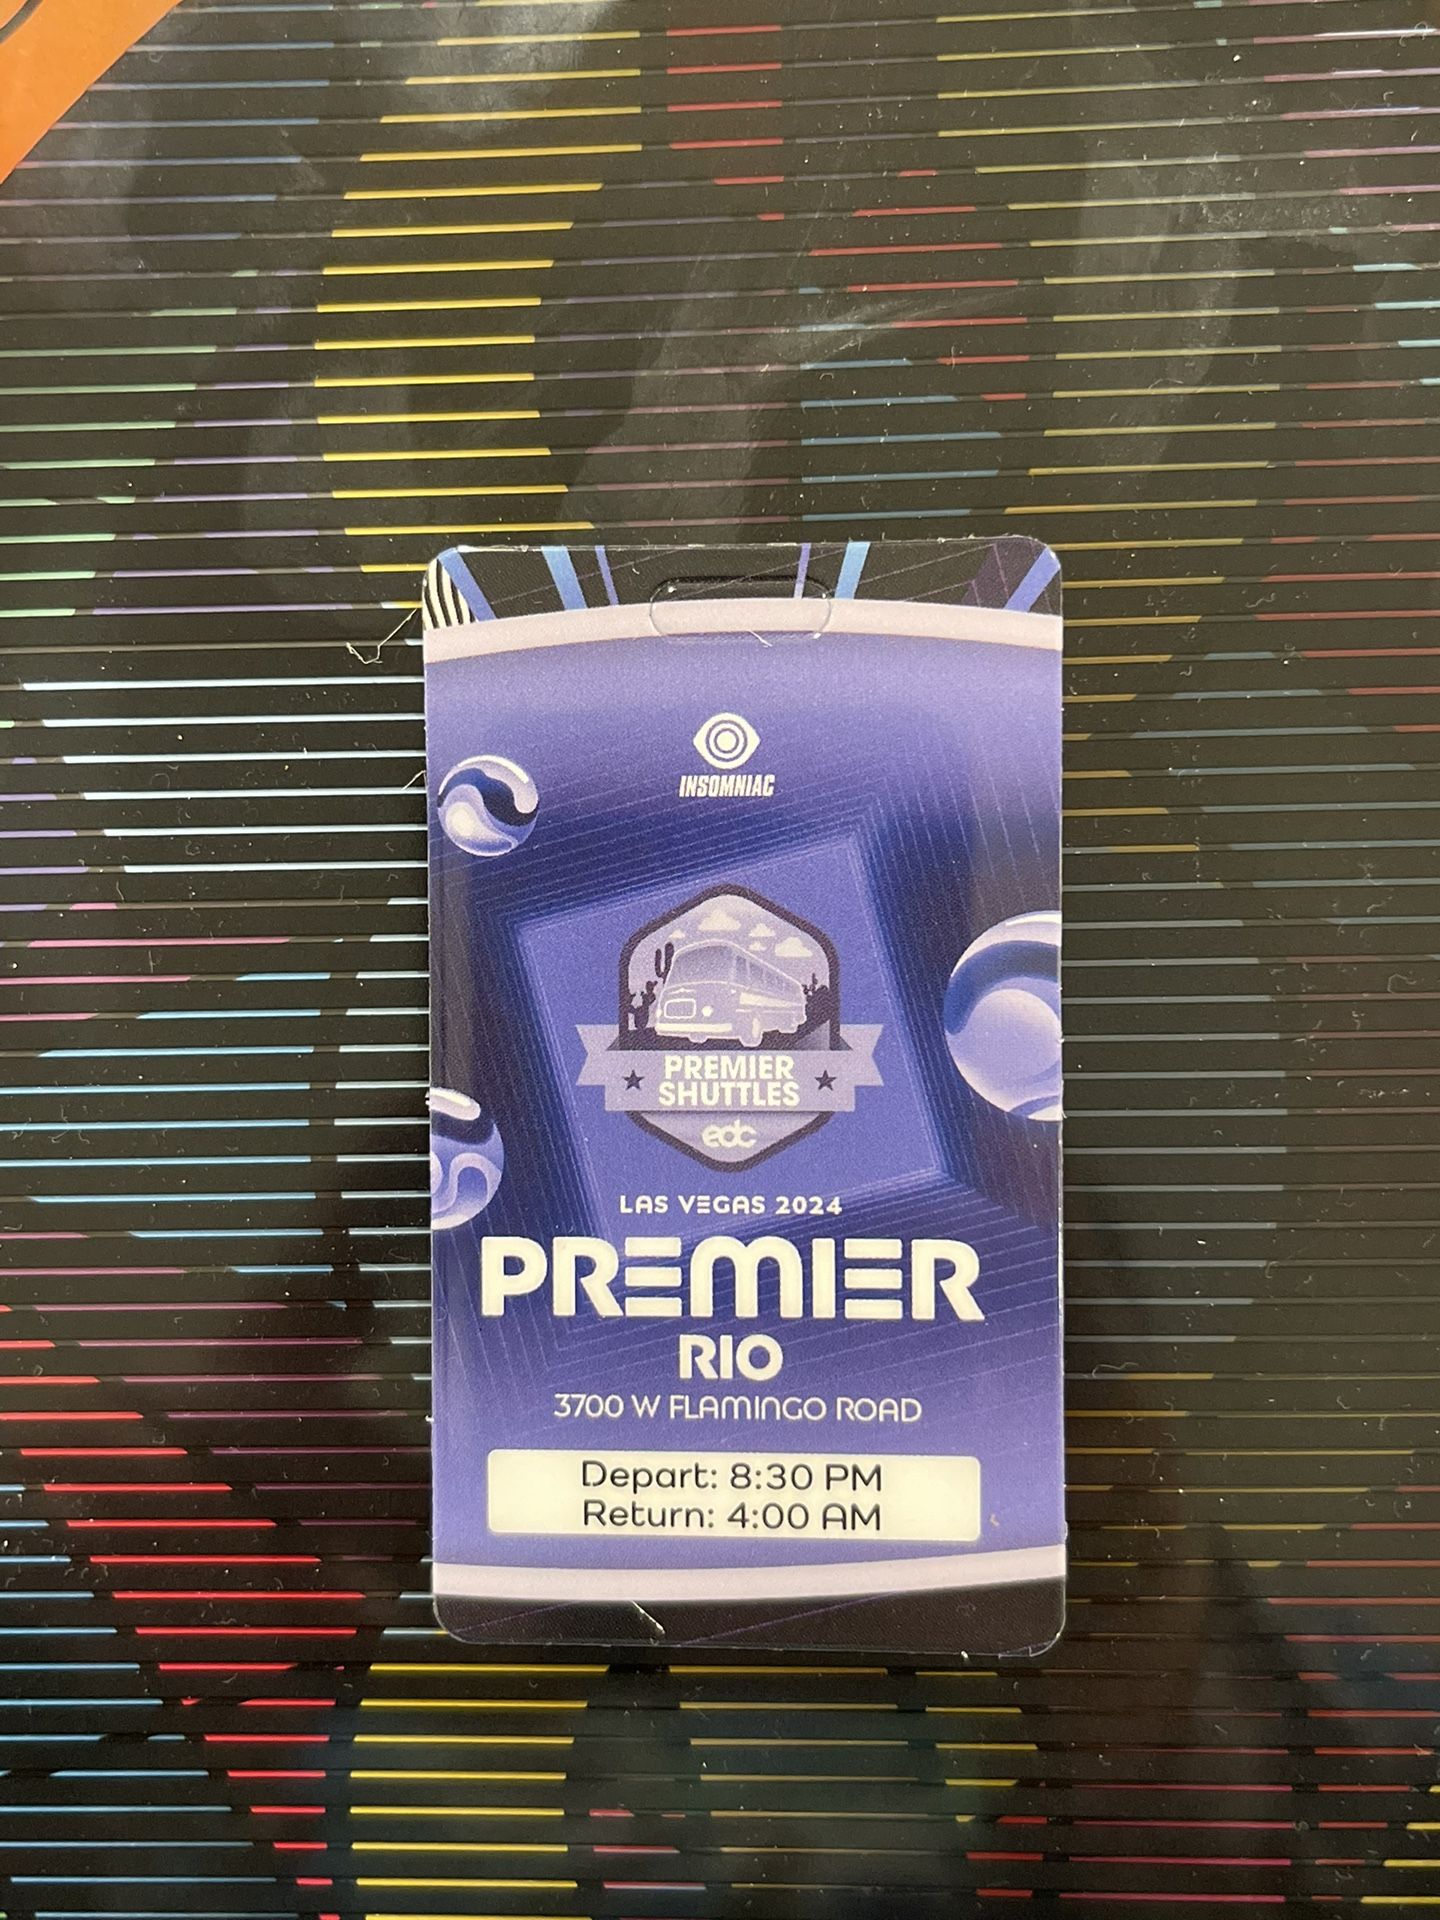 INSOMNIAC
PREMIER
SHUTTLES
edc
LAS VEGAS 2024
PREMIER
RIO
3700 W FLAMINGO ROAD
Depart: 8:30 PM
Return: 4:00 AM